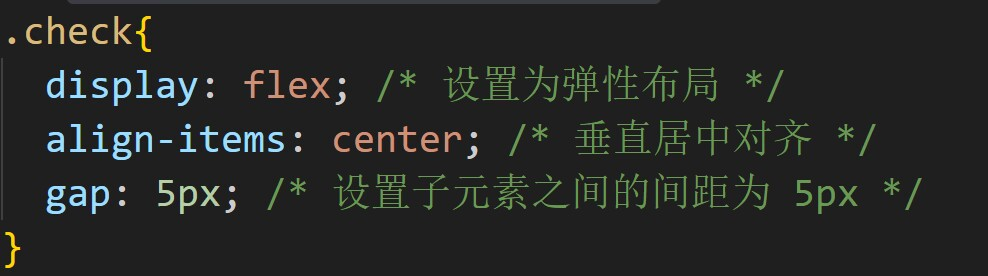 .check{
  display: flex; /* 设置为弹性布局 */
  align-items: center; /* 垂直居中对齐 */
  gap: 5px; /* 设置子元素之间的间距为 5px */
}